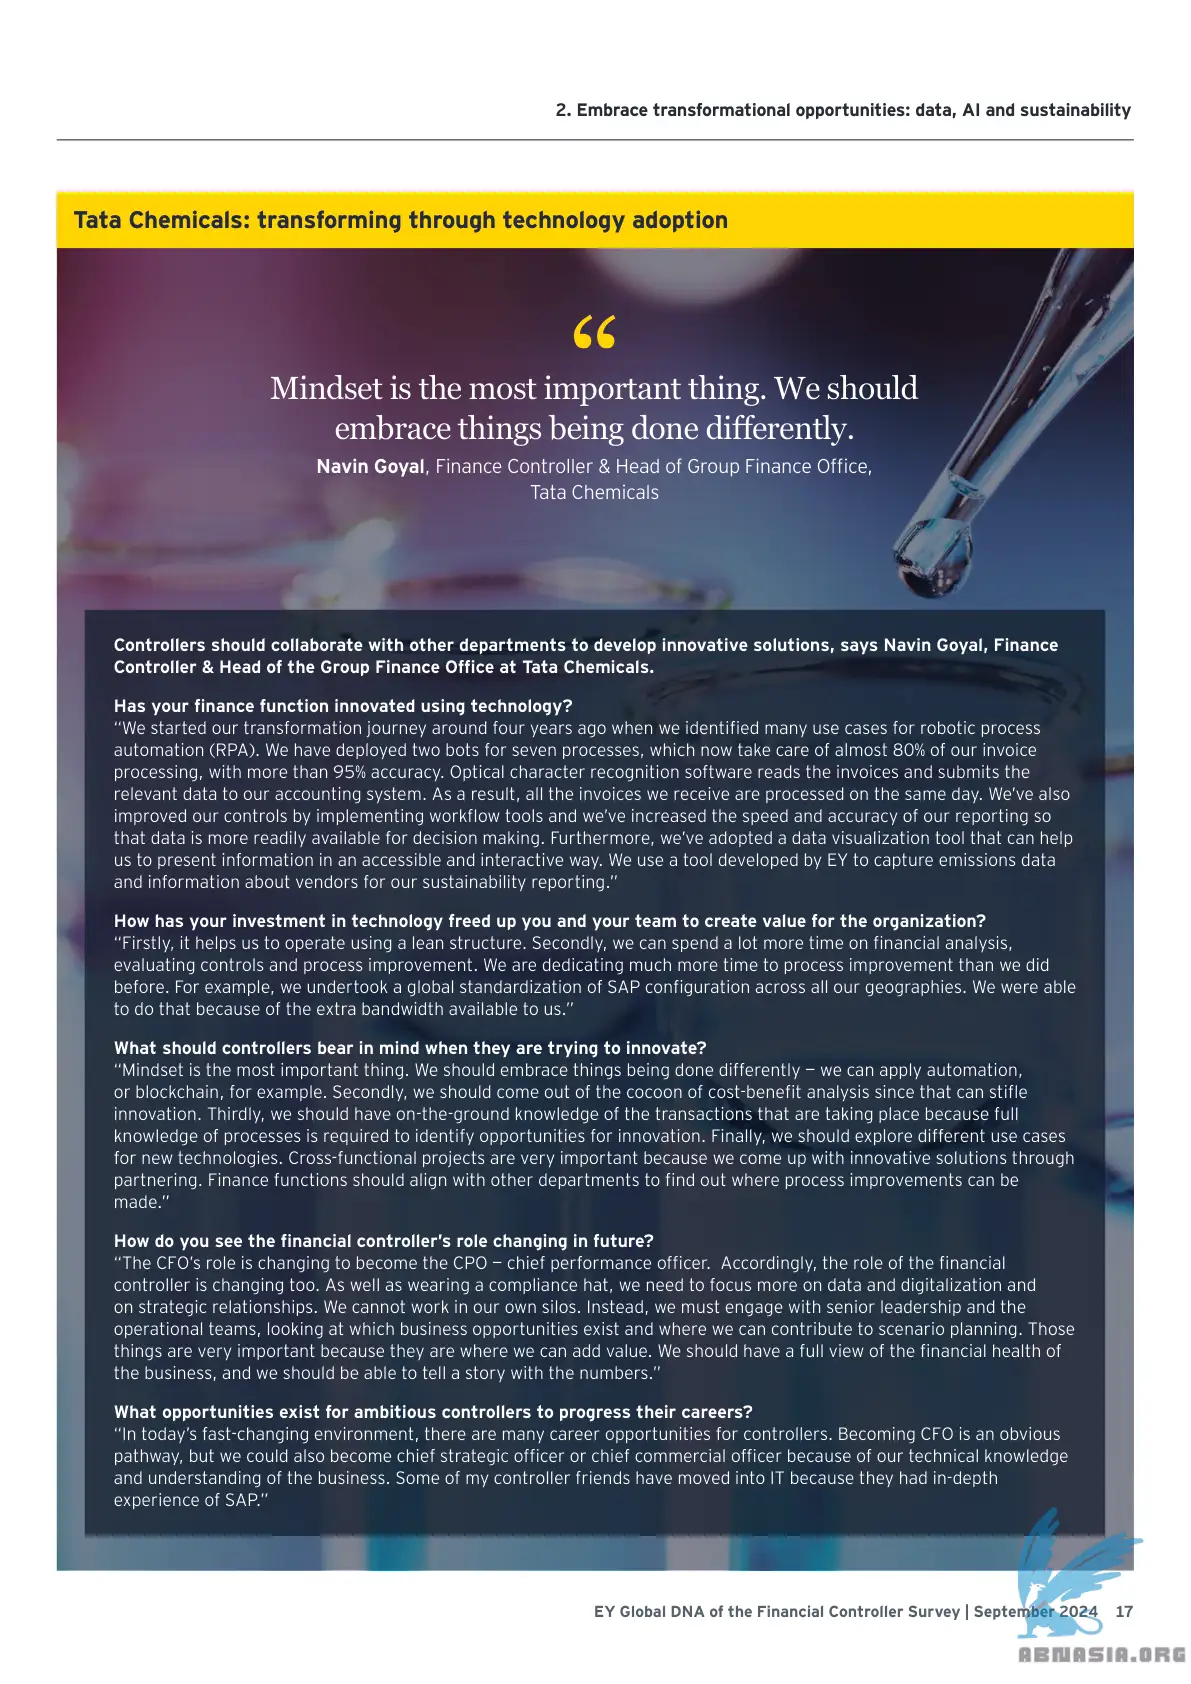 2. Embrace transformational opportunities: data, AI and sustainability
Tata Chemicals: transforming through technology adoption
“
Mindset is the most important thing. We should
embrace things being done differently.
Navin Goyal, Finance Controller & Head of Group Finance Office,
Tata Chemicals
Controllers should collaborate with other departments to develop innovative solutions, says Navin Goyal, Finance
Controller & Head of the Group Finance Office at Tata Chemicals.
Has your finance function innovated using technology?
“We started our transformation journey around four years ago when we identified many use cases for robotic process
automation (RPA). We have deployed two bots for seven processes, which now take care of almost 80% of our invoice
processing, with more than 95% accuracy. Optical character recognition software reads the invoices and submits the
relevant data to our accounting system. As a result, all the invoices we receive are processed on the same day. We’ve also
improved our controls by implementing workflow tools and we’ve increased the speed and accuracy of our reporting so
that data is more readily available for decision making. Furthermore, we’ve adopted a data visualization tool that can help
us to present information in an accessible and interactive way. We use a tool developed by EY to capture emissions data
and information about vendors for our sustainability reporting.”
How has your investment in technology freed up you and your team to create value for the organization?
“Firstly, it helps us to operate using a lean structure. Secondly, we can spend a lot more time on financial analysis,
evaluating controls and process improvement. We are dedicating much more time to process improvement than we did
before. For example, we undertook a global standardization of SAP configuration across all our geographies. We were able
to do that because of the extra bandwidth available to us.”
What should controllers bear in mind when they are trying to innovate?
“Mindset is the most important thing. We should embrace things being done differently — we can apply automation,
or blockchain, for example. Secondly, we should come out of the cocoon of cost-benefit analysis since that can stifle
innovation. Thirdly, we should have on-the-ground knowledge of the transactions that are taking place because full
knowledge of processes is required to identify opportunities for innovation. Finally, we should explore different use cases
for new technologies. Cross-functional projects are very important because we come up with innovative solutions through
partnering. Finance functions should align with other departments to find out where process improvements can be
made.”
How do you see the financial controller’s role changing in future?
“The CFO’s role is changing to become the CPO — chief performance officer.  Accordingly, the role of the financial
controller is changing too. As well as wearing a compliance hat, we need to focus more on data and digitalization and
on strategic relationships. We cannot work in our own silos. Instead, we must engage with senior leadership and the
operational teams, looking at which business opportunities exist and where we can contribute to scenario planning. Those
things are very important because they are where we can add value. We should have a full view of the financial health of
the business, and we should be able to tell a story with the numbers.”
What opportunities exist for ambitious controllers to progress their careers?
“In today’s fast-changing environment, there are many career opportunities for controllers. Becoming CFO is an obvious
pathway, but we could also become chief strategic officer or chief commercial officer because of our technical knowledge
and understanding of the business. Some of my controller friends have moved into IT because they had in-depth
experience of SAP.”
EY Global DNA of the Financial Controller Survey | September 2024 17
ABNASIA.ORG